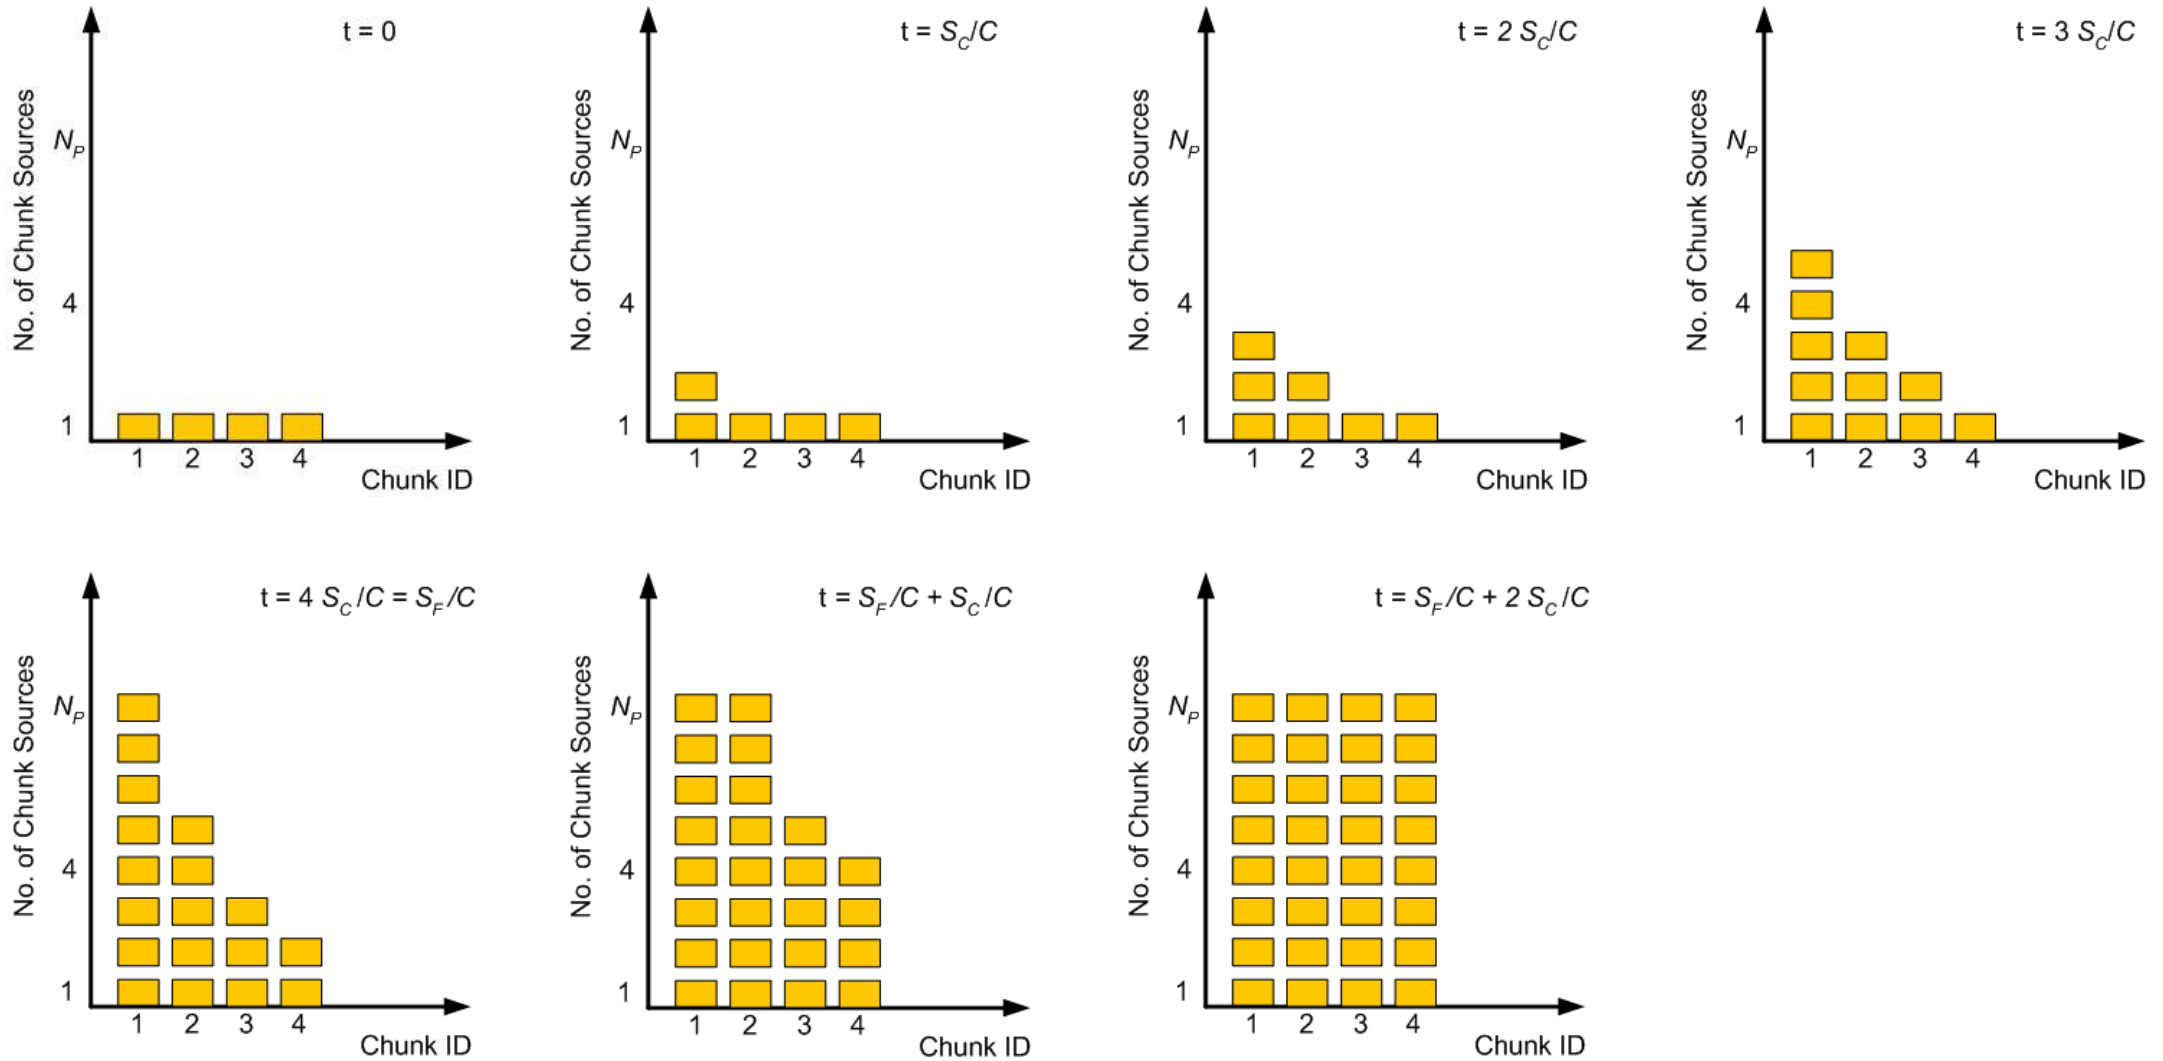 t = 0
No. of Chunk Sources
N_P
4
1
1 2 3 4
Chunk ID
t = S_C/C
No. of Chunk Sources
N_P
4
1
1 2 3 4
Chunk ID
t = 2 S_C/C
No. of Chunk Sources
N_P
4
1
1 2 3 4
Chunk ID
t = 3 S_C/C
No. of Chunk Sources
N_P
4
1
1 2 3 4
Chunk ID
t = 4 S_C/C = S_F/C
No. of Chunk Sources
N_P
4
1
1 2 3 4
Chunk ID
t = S_F/C + S_C/C
No. of Chunk Sources
N_P
4
1
1 2 3 4
Chunk ID
t = S_F/C + 2 S_C/C
No. of Chunk Sources
N_P
4
1
1 2 3 4
Chunk ID